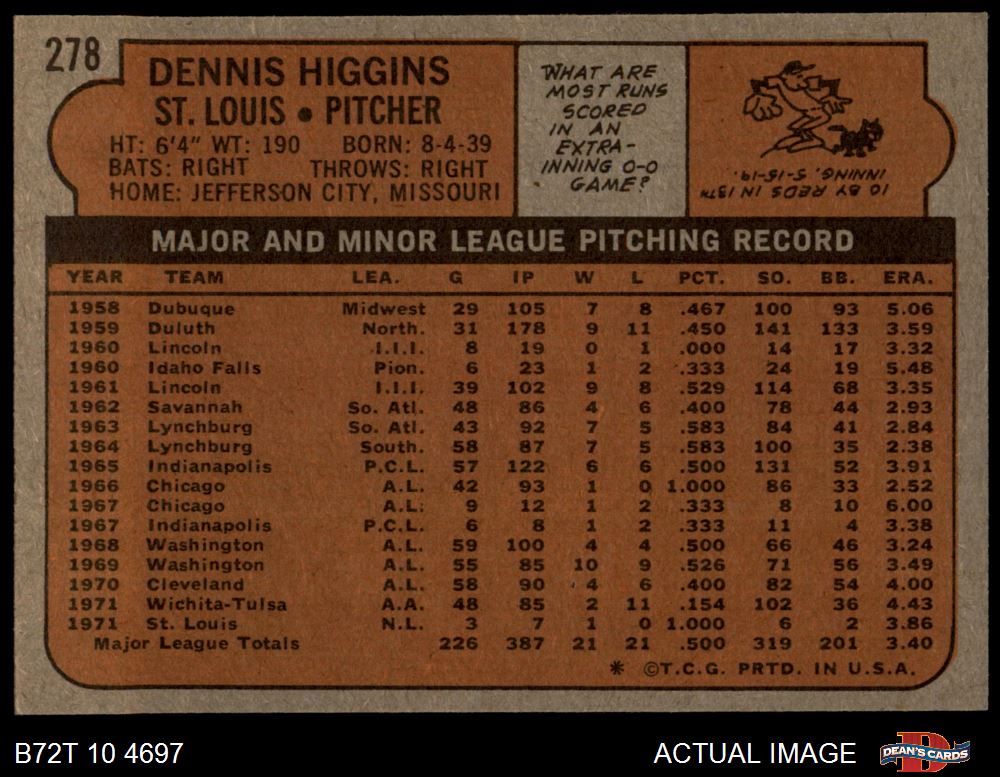 278
DENNIS HIGGINS
ST. LOUIS • PITCHER
HT: 6'4" WT: 190 BORN: 8-4-39
BATS: RIGHT THROWS: RIGHT
HOME: JEFFERSON CITY, MISSOURI
WHAT ARE
MOST RUNS
SCORED
IN AN
EXTRA-
INNING 0-0
GAME?
10 BY REDS IN 13TH
INNING, 5-15-19.
MAJOR AND MINOR LEAGUE PITCHING RECORD
YEAR TEAM LEA. G IP W L PCT. SO. BB. ERA.
1958 Dubuque Midwest 29 105 7 8 .467 100 93 5.06
1959 Duluth North. 31 178 9 11 .450 141 133 3.59
1960 Lincoln I.I.I. 8 19 0 1 .000 14 17 3.32
1960 Idaho Falls Pion. 6 23 1 2 .333 24 19 5.48
1961 Lincoln I.I.I. 39 102 9 8 .529 114 68 3.35
1962 Savannah So. Atl. 48 86 4 6 .400 78 44 2.93
1963 Lynchburg So. Atl. 43 92 7 5 .583 84 41 2.84
1964 Lynchburg South. 58 87 7 5 .583 100 35 2.38
1965 Indianapolis P.C.L. 57 122 6 6 .500 131 52 3.91
1966 Chicago A.L. 42 93 1 0 1.000 86 33 2.52
1967 Chicago A.L. 9 12 1 2 .333 8 10 6.00
1967 Indianapolis P.C.L. 6 8 1 2 .333 11 4 3.38
1968 Washington A.L. 59 100 4 4 .500 66 46 3.24
1969 Washington A.L. 55 85 10 9 .526 71 56 3.49
1970 Cleveland A.L. 58 90 4 6 .400 82 54 4.00
1971 Wichita-Tulsa A.A. 48 85 2 11 .154 102 36 4.43
1971 St. Louis N.L. 3 7 1 0 1.000 6 2 3.86
Major League Totals 226 387 21 21 .500 319 201 3.40
* ©T.C.G. PRTD. IN U.S.A.
B72T 10 4697
ACTUAL IMAGE
DEAN'S CARDS